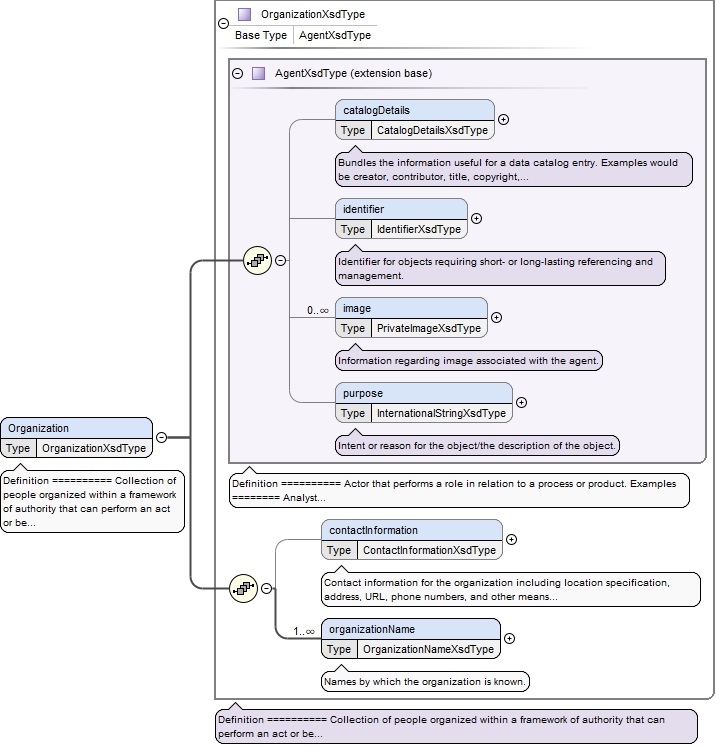 OrganizationXsdType
Base Type AgentXsdType
AgentXsdType (extension base)
catalogDetails
Type CatalogDetailsXsdType
Bundles the information useful for a data catalog entry. Examples would
be creator, contributor, title, copyright,...
identifier
Type IdentifierXsdType
Identifier for objects requiring short- or long-lasting referencing and
management.
0..∞
image
Type PrivateImageXsdType
Information regarding image associated with the agent.
purpose
Type InternationalStringXsdType
Intent or reason for the object/the description of the object.
Organization
Type OrganizationXsdType
Definition ========== Collection of
people organized within a framework
of authority that can perform an act
or be...
Definition ========== Actor that performs a role in relation to a process or product. Examples
======== Analyst...
contactInformation
Type ContactInformationXsdType
Contact information for the organization including location specification,
address, URL, phone numbers, and other means...
1..∞
organizationName
Type OrganizationNameXsdType
Names by which the organization is known.
Definition ========== Collection of people organized within a framework of authority that can
perform an act or be...